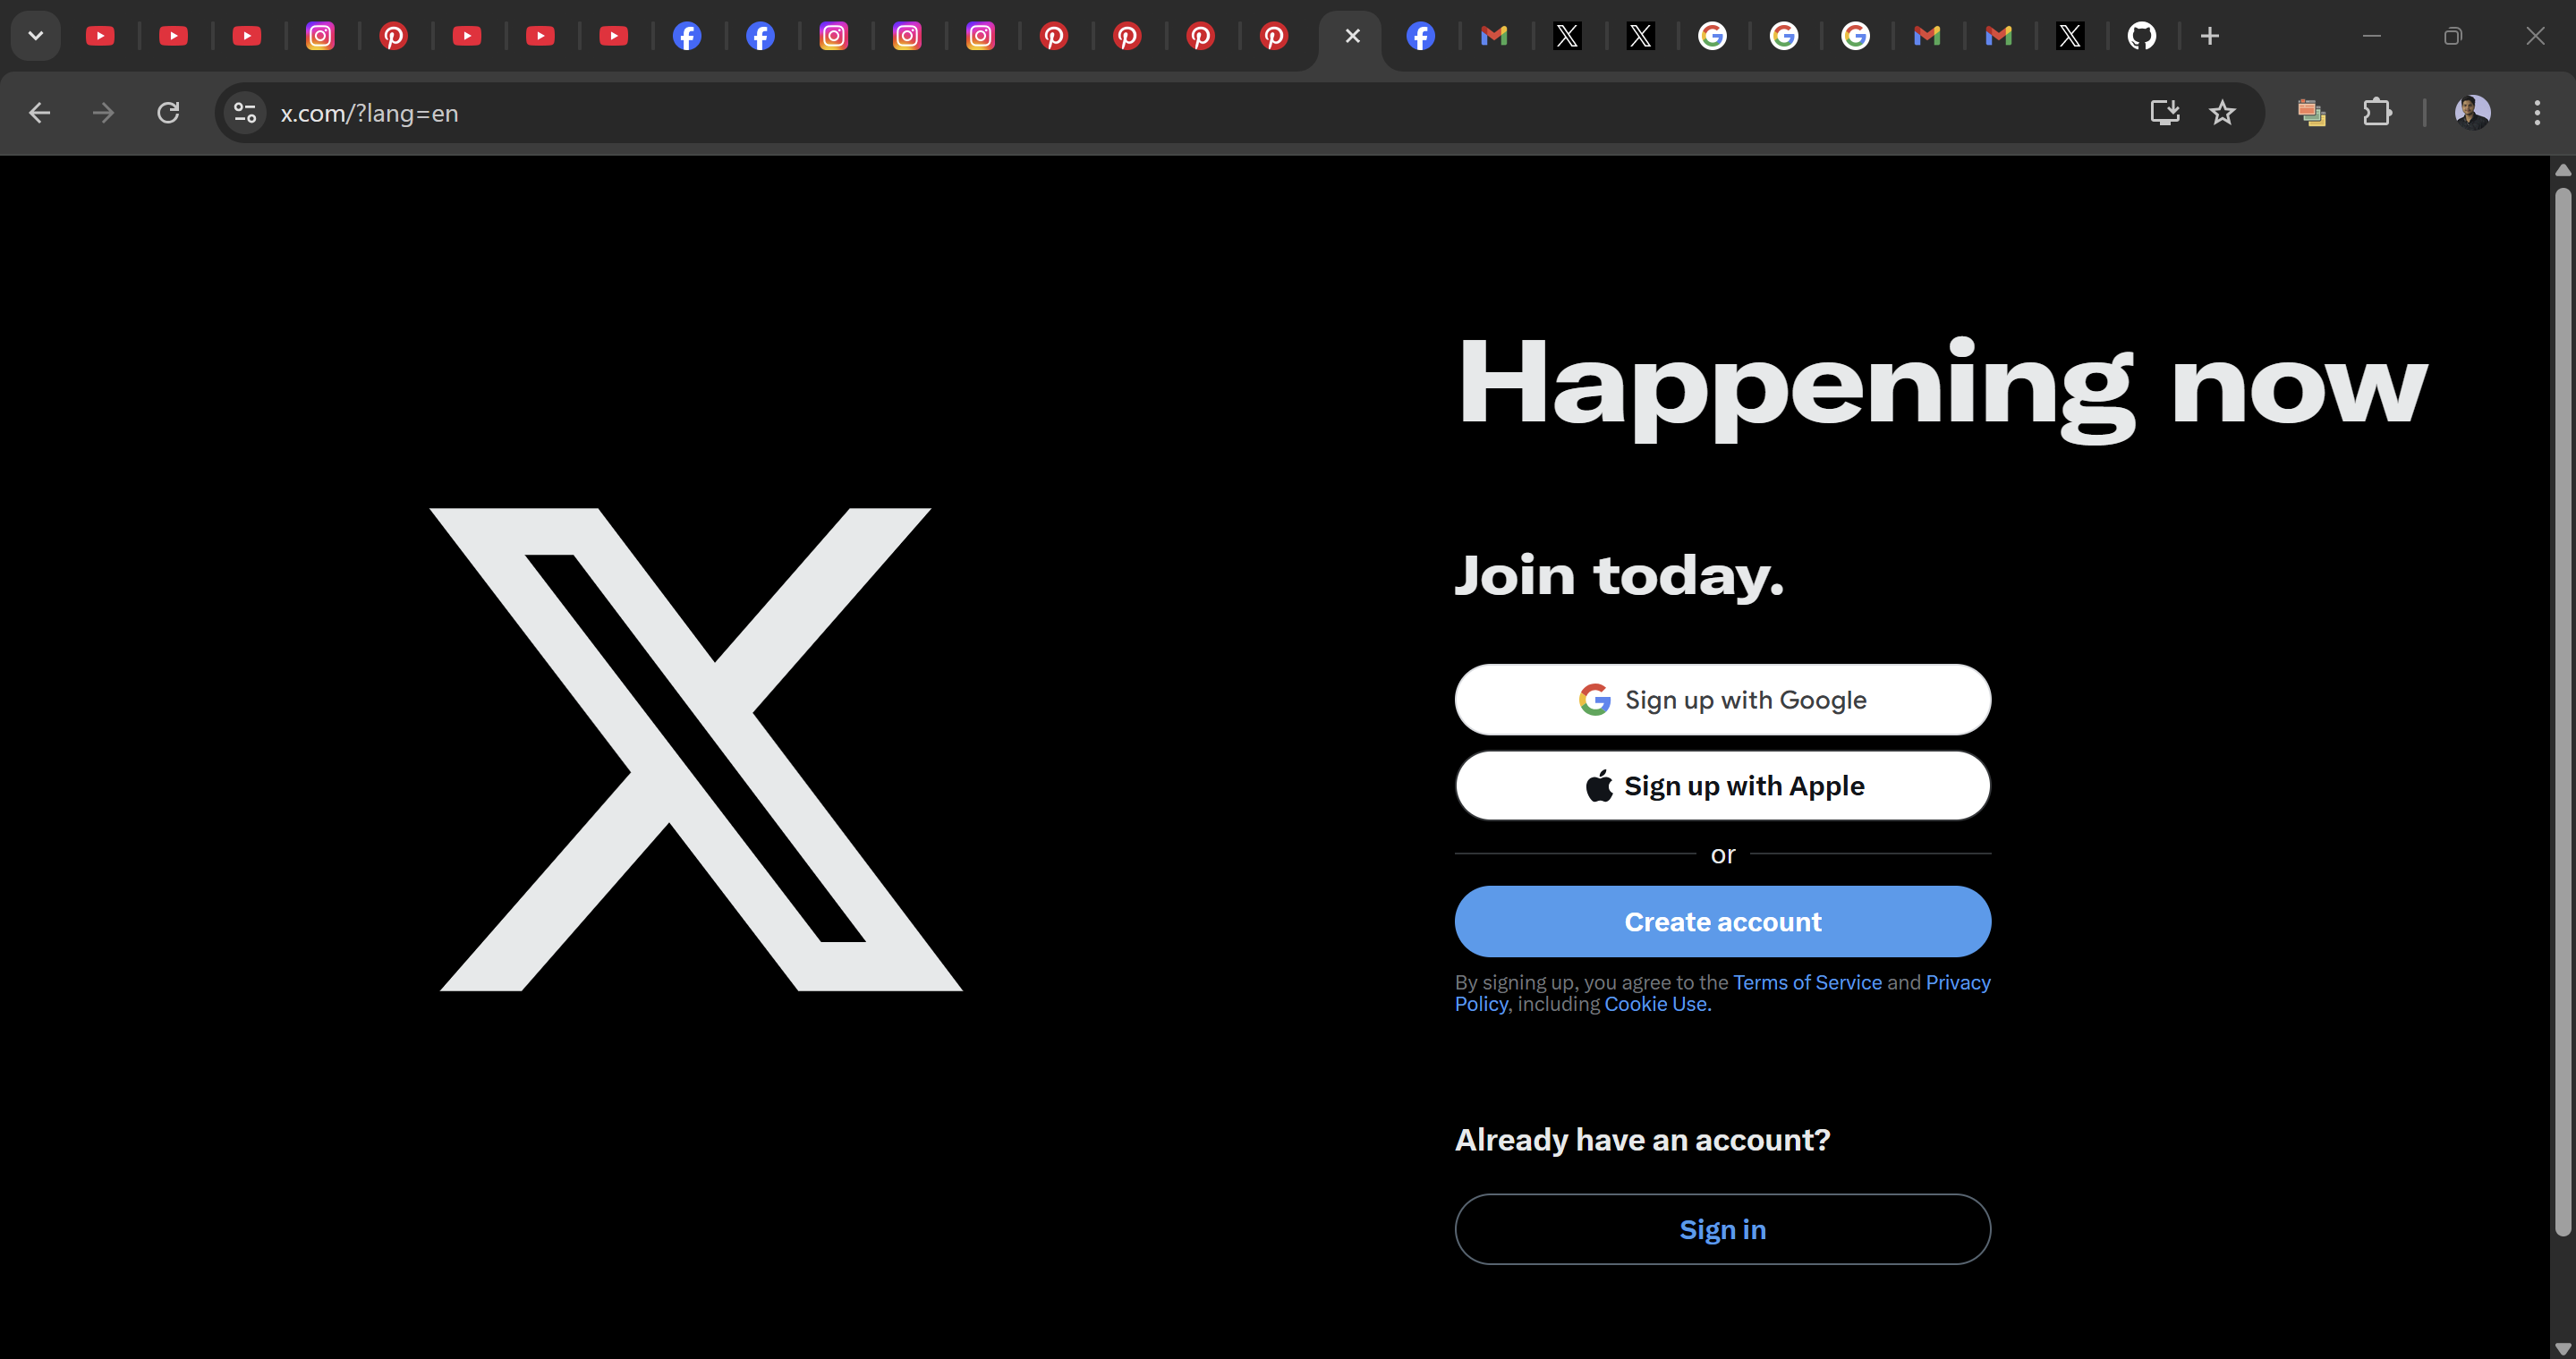 x.com/?lang=en
Happening now
Join today.
Sign up with Google
Sign up with Apple
or
Create account
By signing up, you agree to the Terms of Service and Privacy
Policy, including Cookie Use.
Already have an account?
Sign in